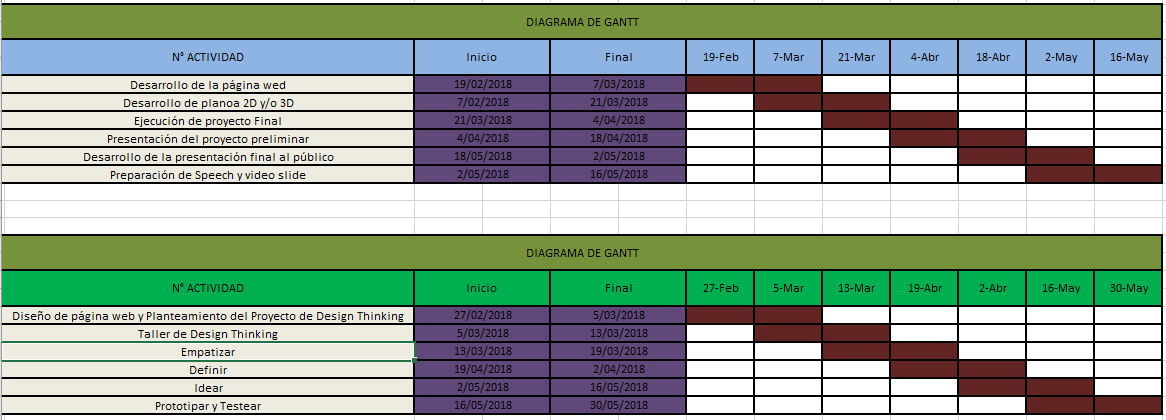 DIAGRAMA DE GANTT
Nº ACTIVIDAD Inicio Final 19-Feb 7-Mar 21-Mar 4-Abr 18-Abr 2-May 16-May
Desarrollo de la página wed 19/02/2018 7/03/2018
Desarrollo de planoa 2D y/o 3D 7/02/2018 21/03/2018
Ejecución de proyecto Final 21/03/2018 4/04/2018
Presentación del proyecto preliminar 4/04/2018 18/04/2018
Desarrollo de la presentación final al público 18/05/2018 2/05/2018
Preparación de Speech y video slide 2/05/2018 16/05/2018
DIAGRAMA DE GANTT
Nº ACTIVIDAD Inicio Final 27-Feb 5-Mar 13-Mar 19-Abr 2-Abr 16-May 30-May
Diseño de página web y Planteamiento del Proyecto de Design Thinking 27/02/2018 5/03/2018
Taller de Design Thinking 5/03/2018 13/03/2018
Empatizar 13/03/2018 19/03/2018
Definir 19/04/2018 2/04/2018
Idear 2/05/2018 16/05/2018
Prototipar y Testear 16/05/2018 30/05/2018